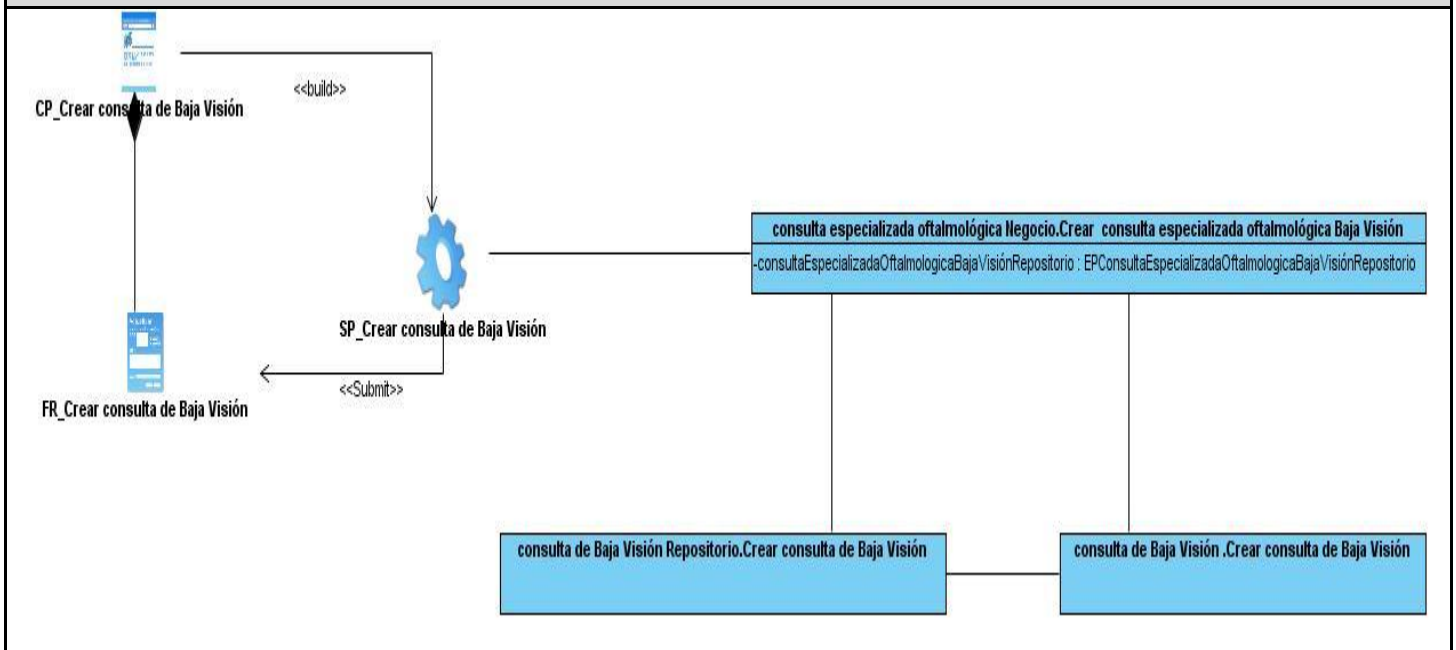 CP_Crear consulta de Baja Visión
<<build>>
consulta especializada oftalmológica Negocio.Crear consulta especializada oftalmológica Baja Visión
-consultaEspecializadaOftalmologicaBajaVisiónRepositorio : EPConsultaEspecializadaOftalmologicaBajaVisiónRepositorio
SP_Crear consulta de Baja Visión
<<Submit>>
FR_Crear consulta de Baja Visión
consulta de Baja Visión Repositorio.Crear consulta de Baja Visión
consulta de Baja Visión .Crear consulta de Baja Visión